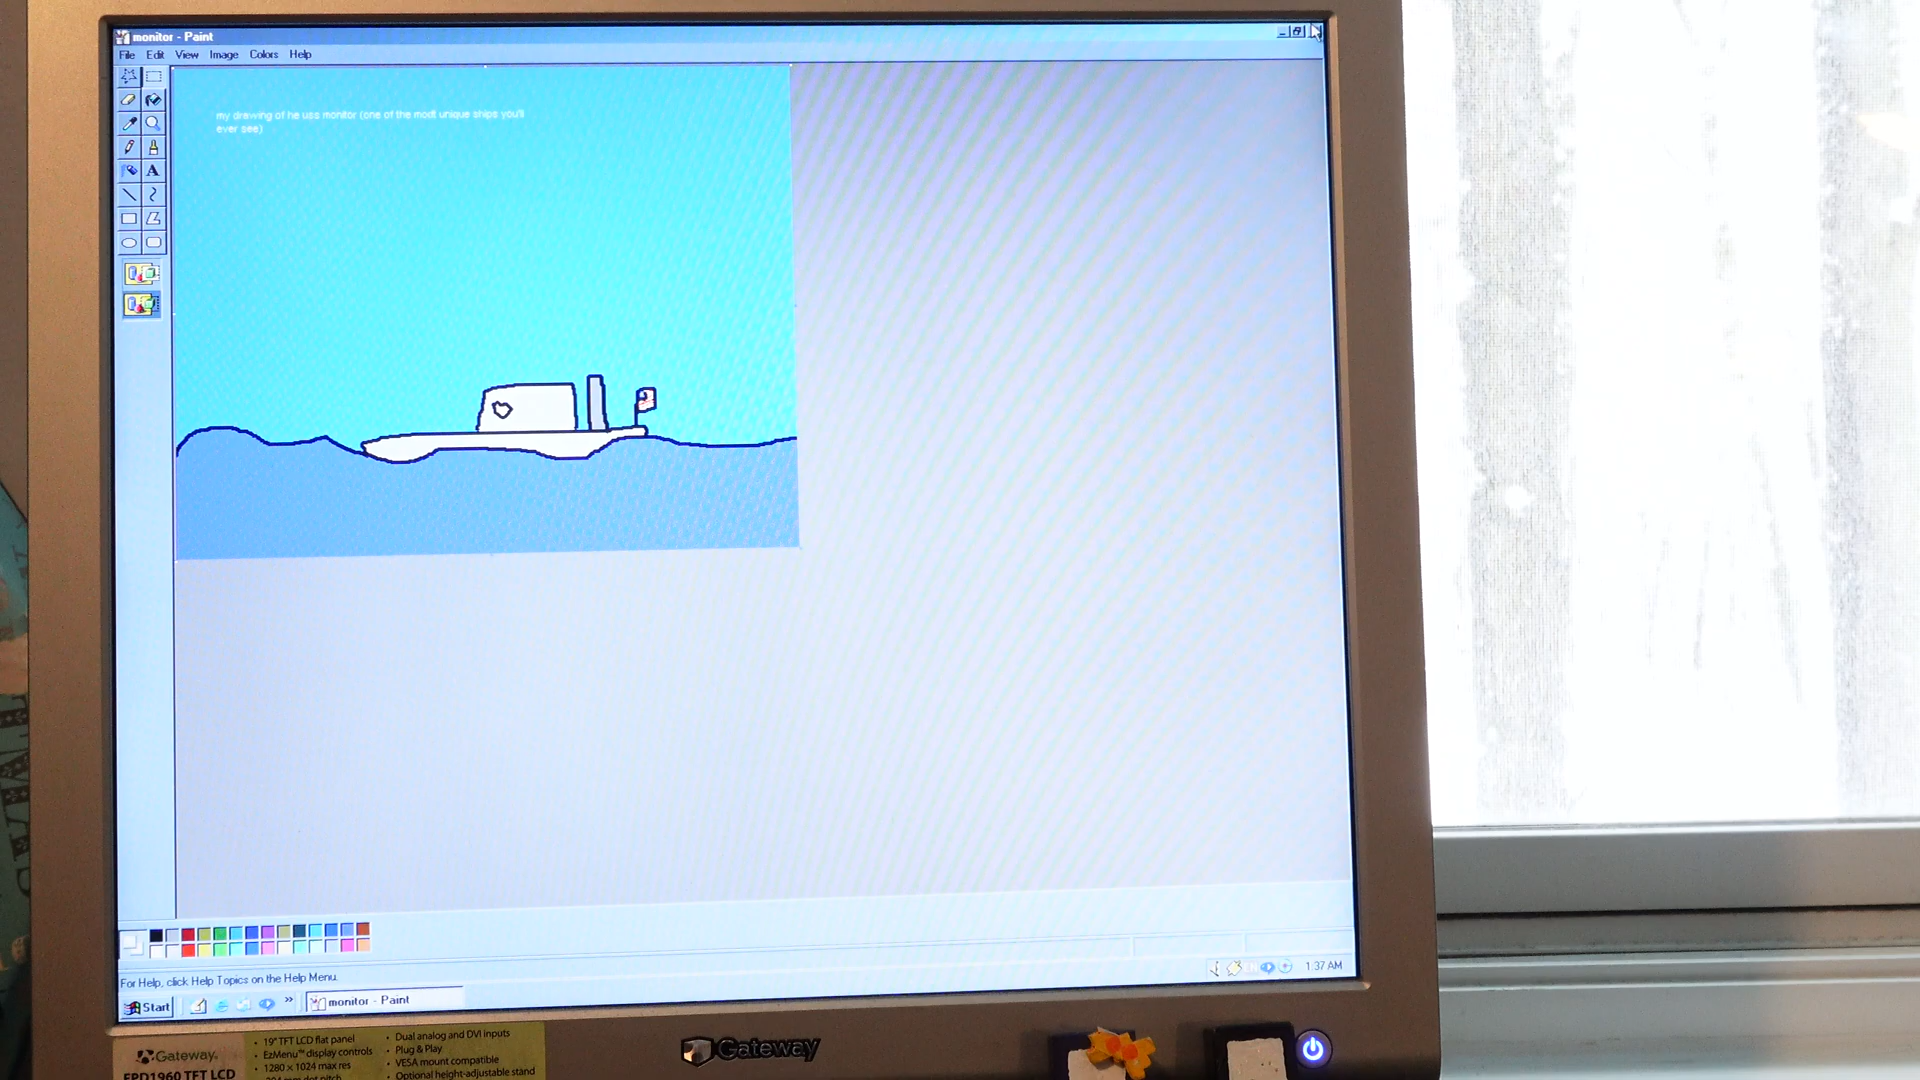 monitor - Paint
File Edit View Image Colors Help
my drawing of he uss monitor (one of the modt unique ships you'll
ever see)
For Help, click Help Topics on the Help Menu.
1:37 AM
Start
monitor - Paint
Gateway
Gateway.
FPD1960 TFT LCD
• 19" TFT LCD flat panel
• EzMenu™ display controls
• 1280 x 1024 max res
• Dual analog and DVI inputs
• Plug & Play
• VESA mount compatible
• Optional height-adjustable stand